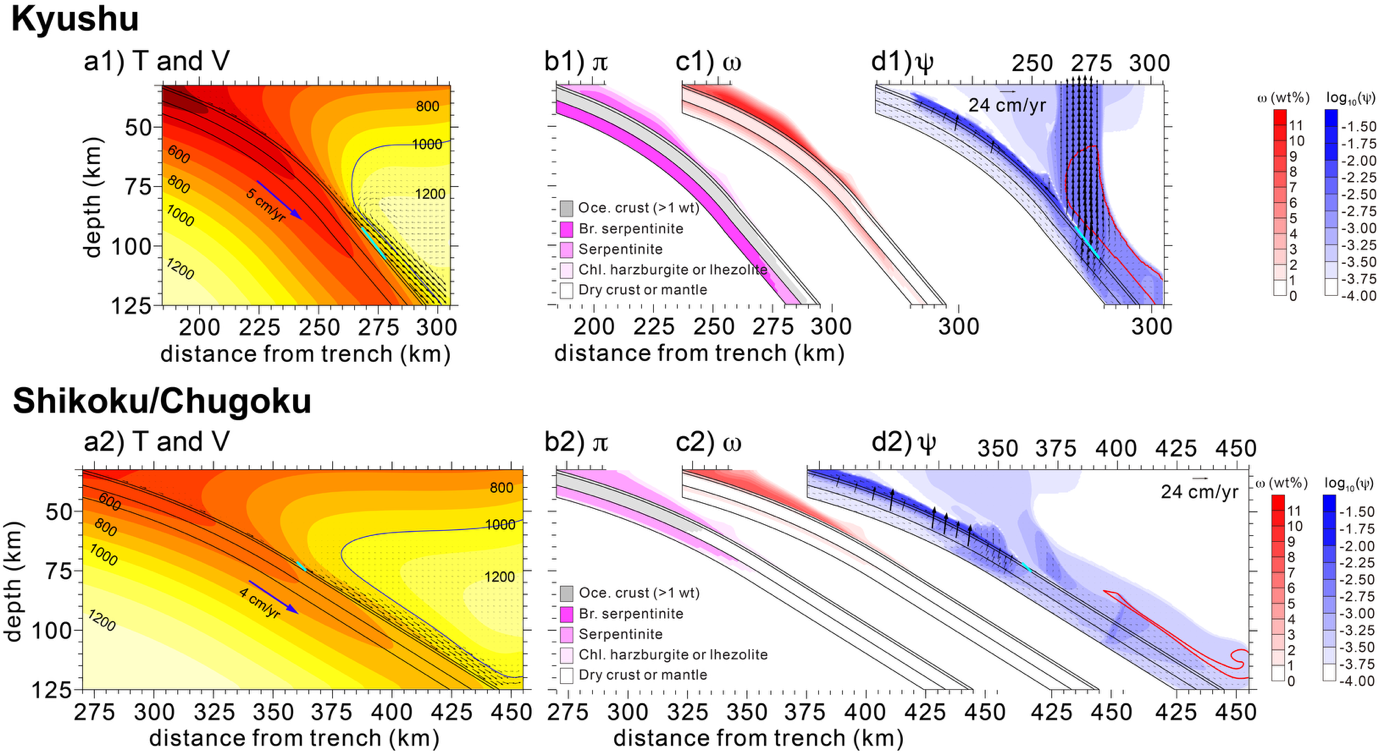 Kyushu
a1) T and V
b1) π
c1) ω
d1) ψ
250 275 300
800
1000
1200
600
800
1000
1200
5 cm/yr
50
75
100
125
depth (km)
200 225 250 275 300
distance from trench (km)
Oce. crust (>1 wt)
Br. serpentinite
Serpentinite
Chl. harzburgite or lhezolite
Dry crust or mantle
200 225 250 275 300
distance from trench (km)
300
24 cm/yr
300
ω (wt%)
11
10
9
8
7
6
5
4
3
2
1
0
log10(ψ)
-1.50
-2.00
-2.25
-2.50
-2.75
-3.00
-3.25
-3.50
-3.75
-4.00
Shikoku/Chugoku
a2) T and V
b2) π
c2) ω
d2) ψ
350 375 400 425 450
800
1000
1200
600
800
1000
1200
4 cm/yr
50
75
100
125
depth (km)
275 300 325 350 375 400 425 450
distance from trench (km)
Oce. crust (>1 wt)
Br. serpentinite
Serpentinite
Chl. harzburgite or lhezolite
Dry crust or mantle
275 300 325 350 375 400 425 450
distance from trench (km)
450
24 cm/yr
450
ω (wt%)
11
10
9
8
7
6
5
4
3
2
1
0
log10(ψ)
-1.50
-2.00
-2.25
-2.50
-2.75
-3.00
-3.25
-3.50
-3.75
-4.00